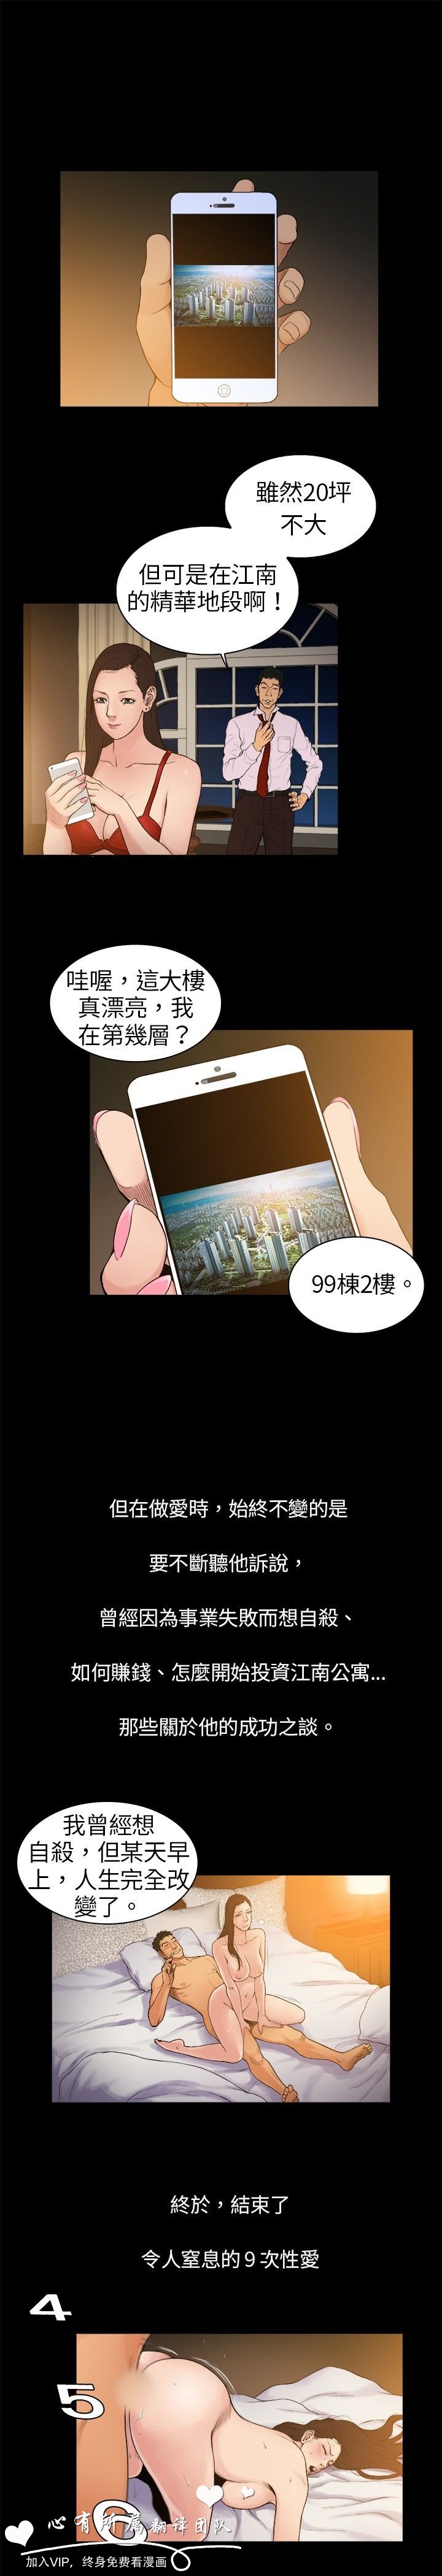 雖然20坪
不大
但可是在江南
的精華地段啊！
哇喔，這大樓
真漂亮，我
在第幾層？
99棟2樓。
但在做愛時，始終不變的是
要不斷聽他訴說，
曾經因為事業失敗而想自殺、
如何賺錢、怎麼開始投資江南公寓...
那些關於他的成功之談。
我曾經想
自殺，但某天早
上，人生完全改
變了。
終於，結束了
令人窒息的９次性愛
4
5
6
心有所属翻译团队
加入VIP，终身免费看漫画